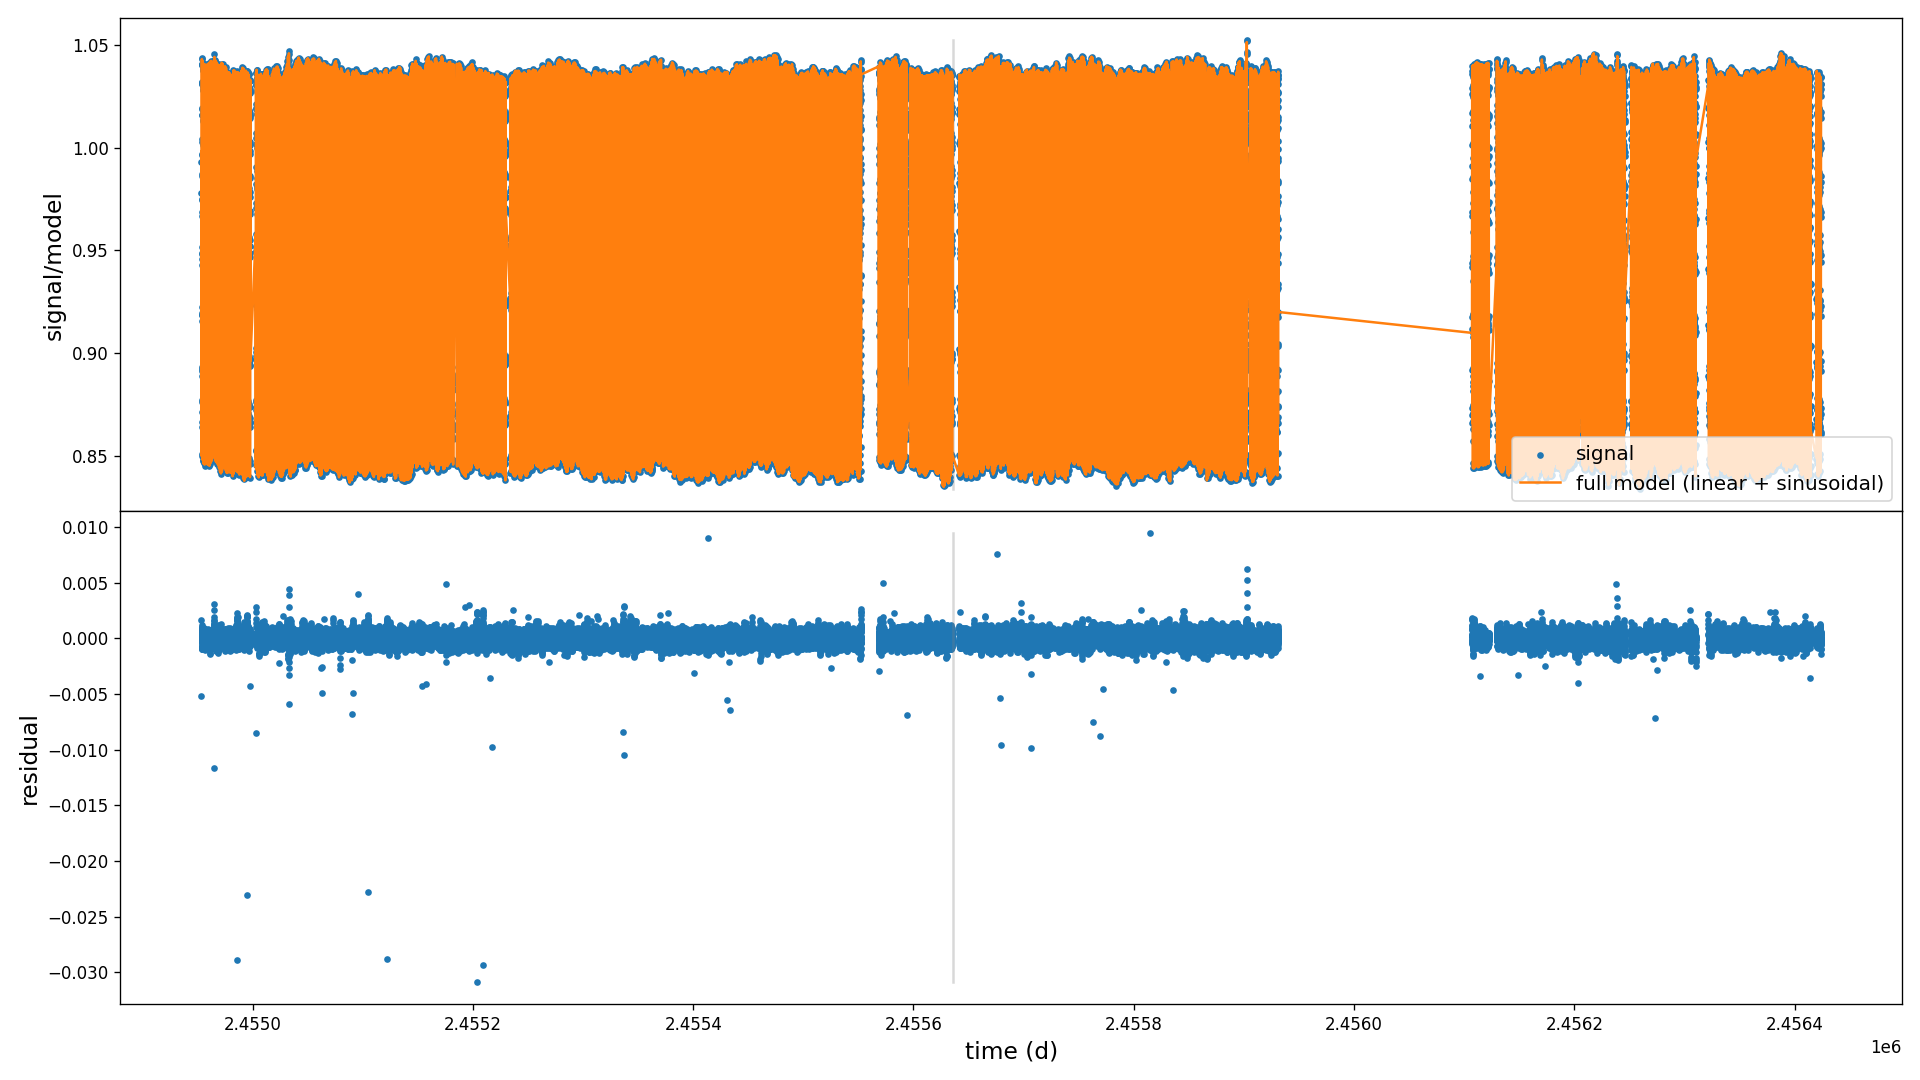 1.05
1.00
0.95
0.90
0.85
signal/model
signal
full model (linear + sinusoidal)
0.010
0.005
0.000
−0.005
−0.010
−0.015
−0.020
−0.025
−0.030
residual
2.4550 2.4552 2.4554 2.4556 2.4558 2.4560 2.4562 2.4564
1e6
time (d)